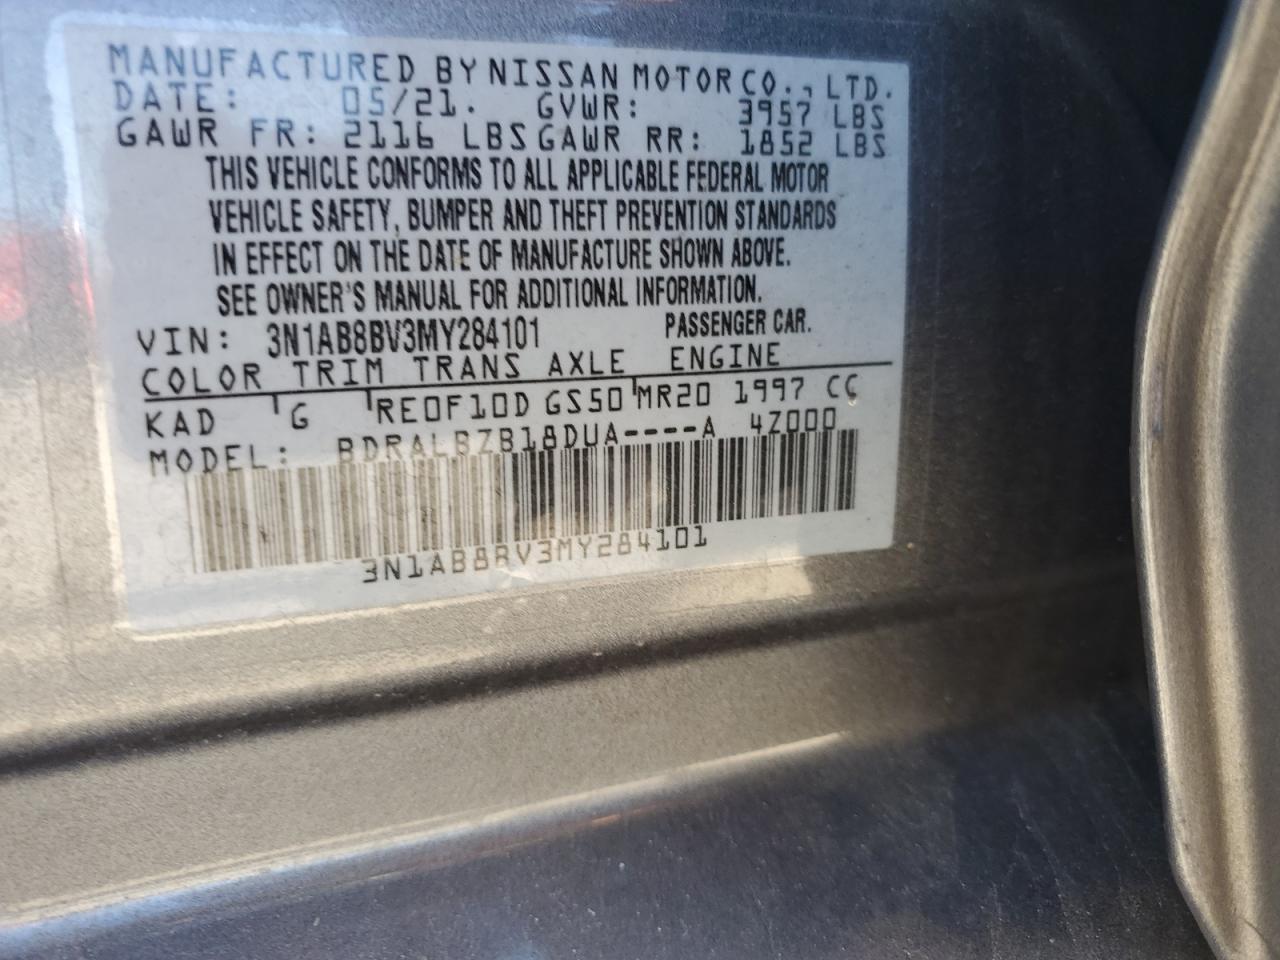 MANUFACTURED BY NISSAN MOTOR CO., LTD.
DATE: 05/21. GVWR: 3957 LBS
GAWR FR: 2116 LBS GAWR RR: 1852 LBS
THIS VEHICLE CONFORMS TO ALL APPLICABLE FEDERAL MOTOR
VEHICLE SAFETY, BUMPER AND THEFT PREVENTION STANDARDS
IN EFFECT ON THE DATE OF MANUFACTURE SHOWN ABOVE.
SEE OWNER'S MANUAL FOR ADDITIONAL INFORMATION.
VIN: 3N1AB8BV3MY284101 PASSENGER CAR.
COLOR TRIM TRANS AXLE ENGINE
KAD G RE0F10D GS50 MR20 1997 CC
MODEL: BDRALBZB18DUA----A 4Z000
3N1AB8BV3MY284101